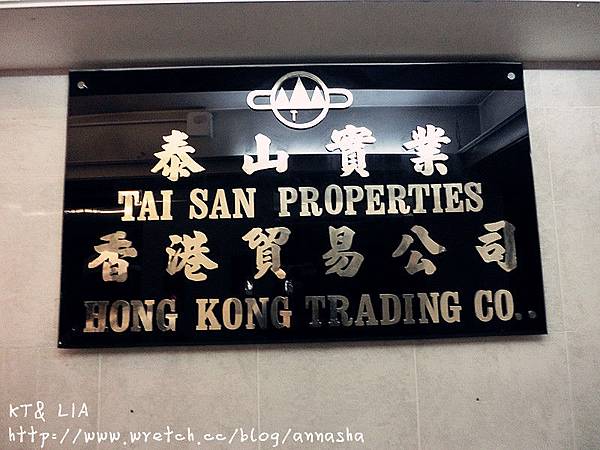 泰山實業
TAI SAN PROPERTIES
香港貿易公司
HONG KONG TRADING CO..
KT& LIA
http://www.wretch.cc/blog/annasha